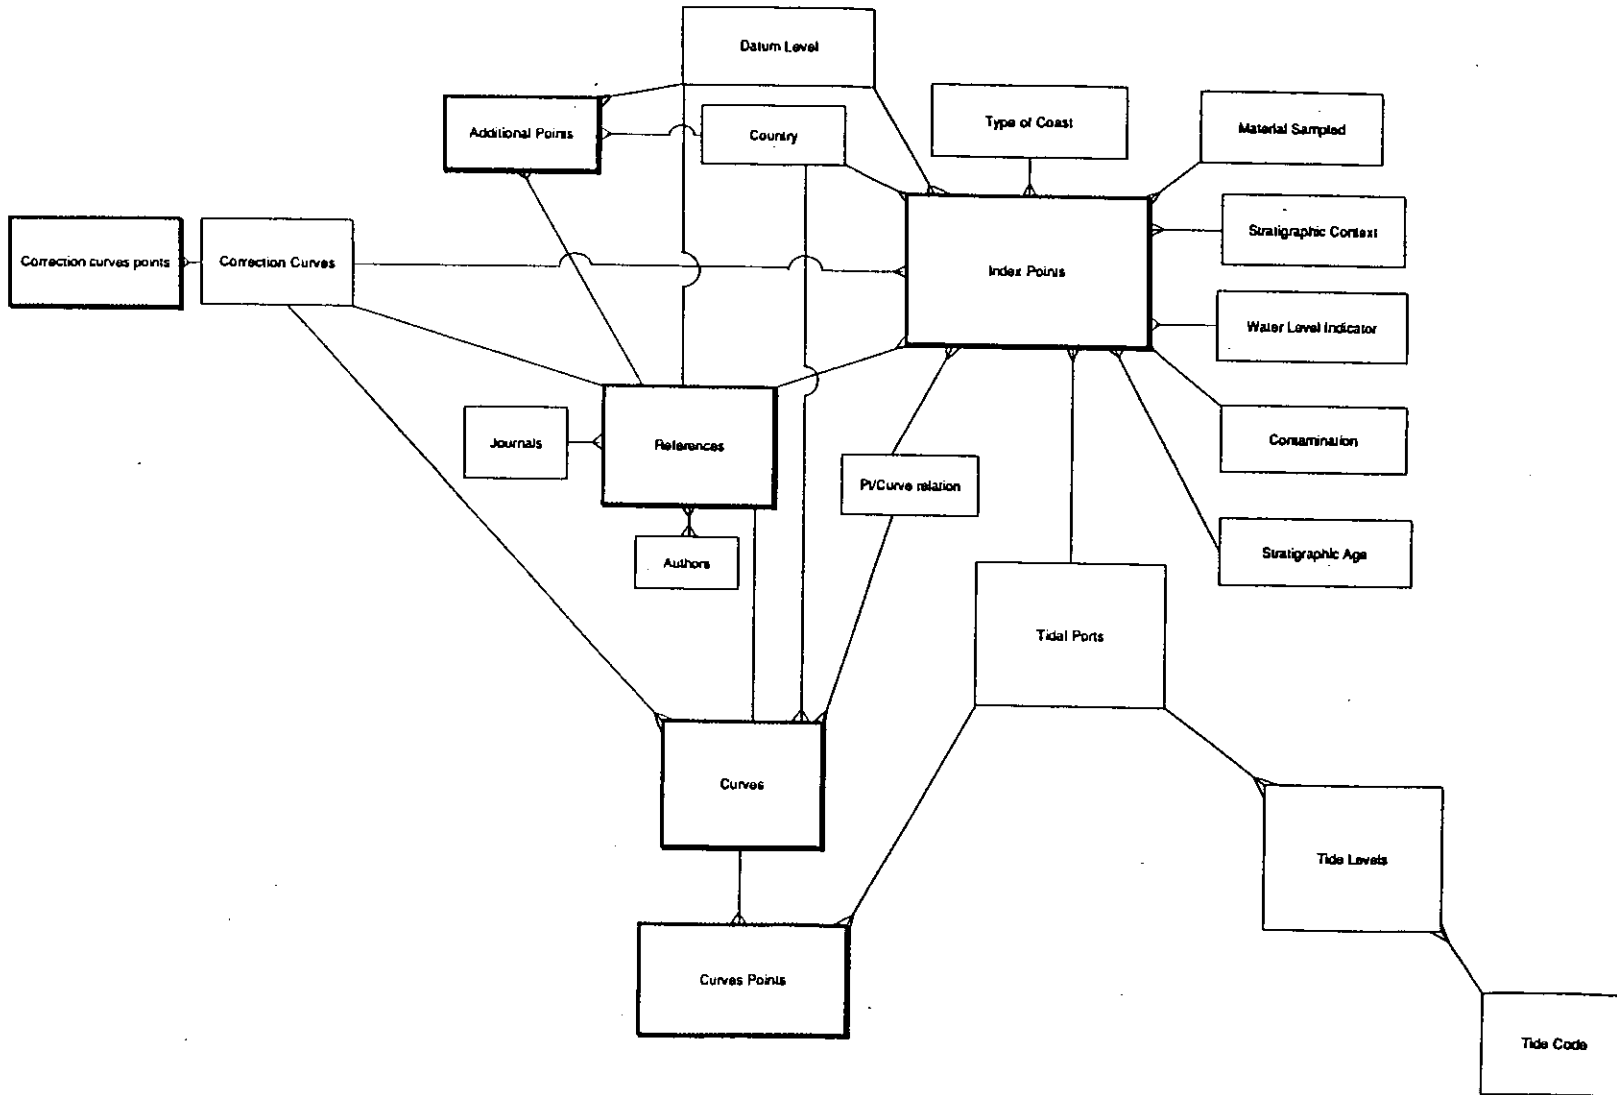 Datum Level
Additional Points
Country
Type of Coast
Material Sampled
Correction curves points
Correction Curves
Index Points
Stratigraphic Context
Water Level Indicator
Journals
References
Pt/Curve relation
Contamination
Authors
Stratigraphic Age
Tidal Ports
Curves
Tide Levels
Curves Points
Tide Code